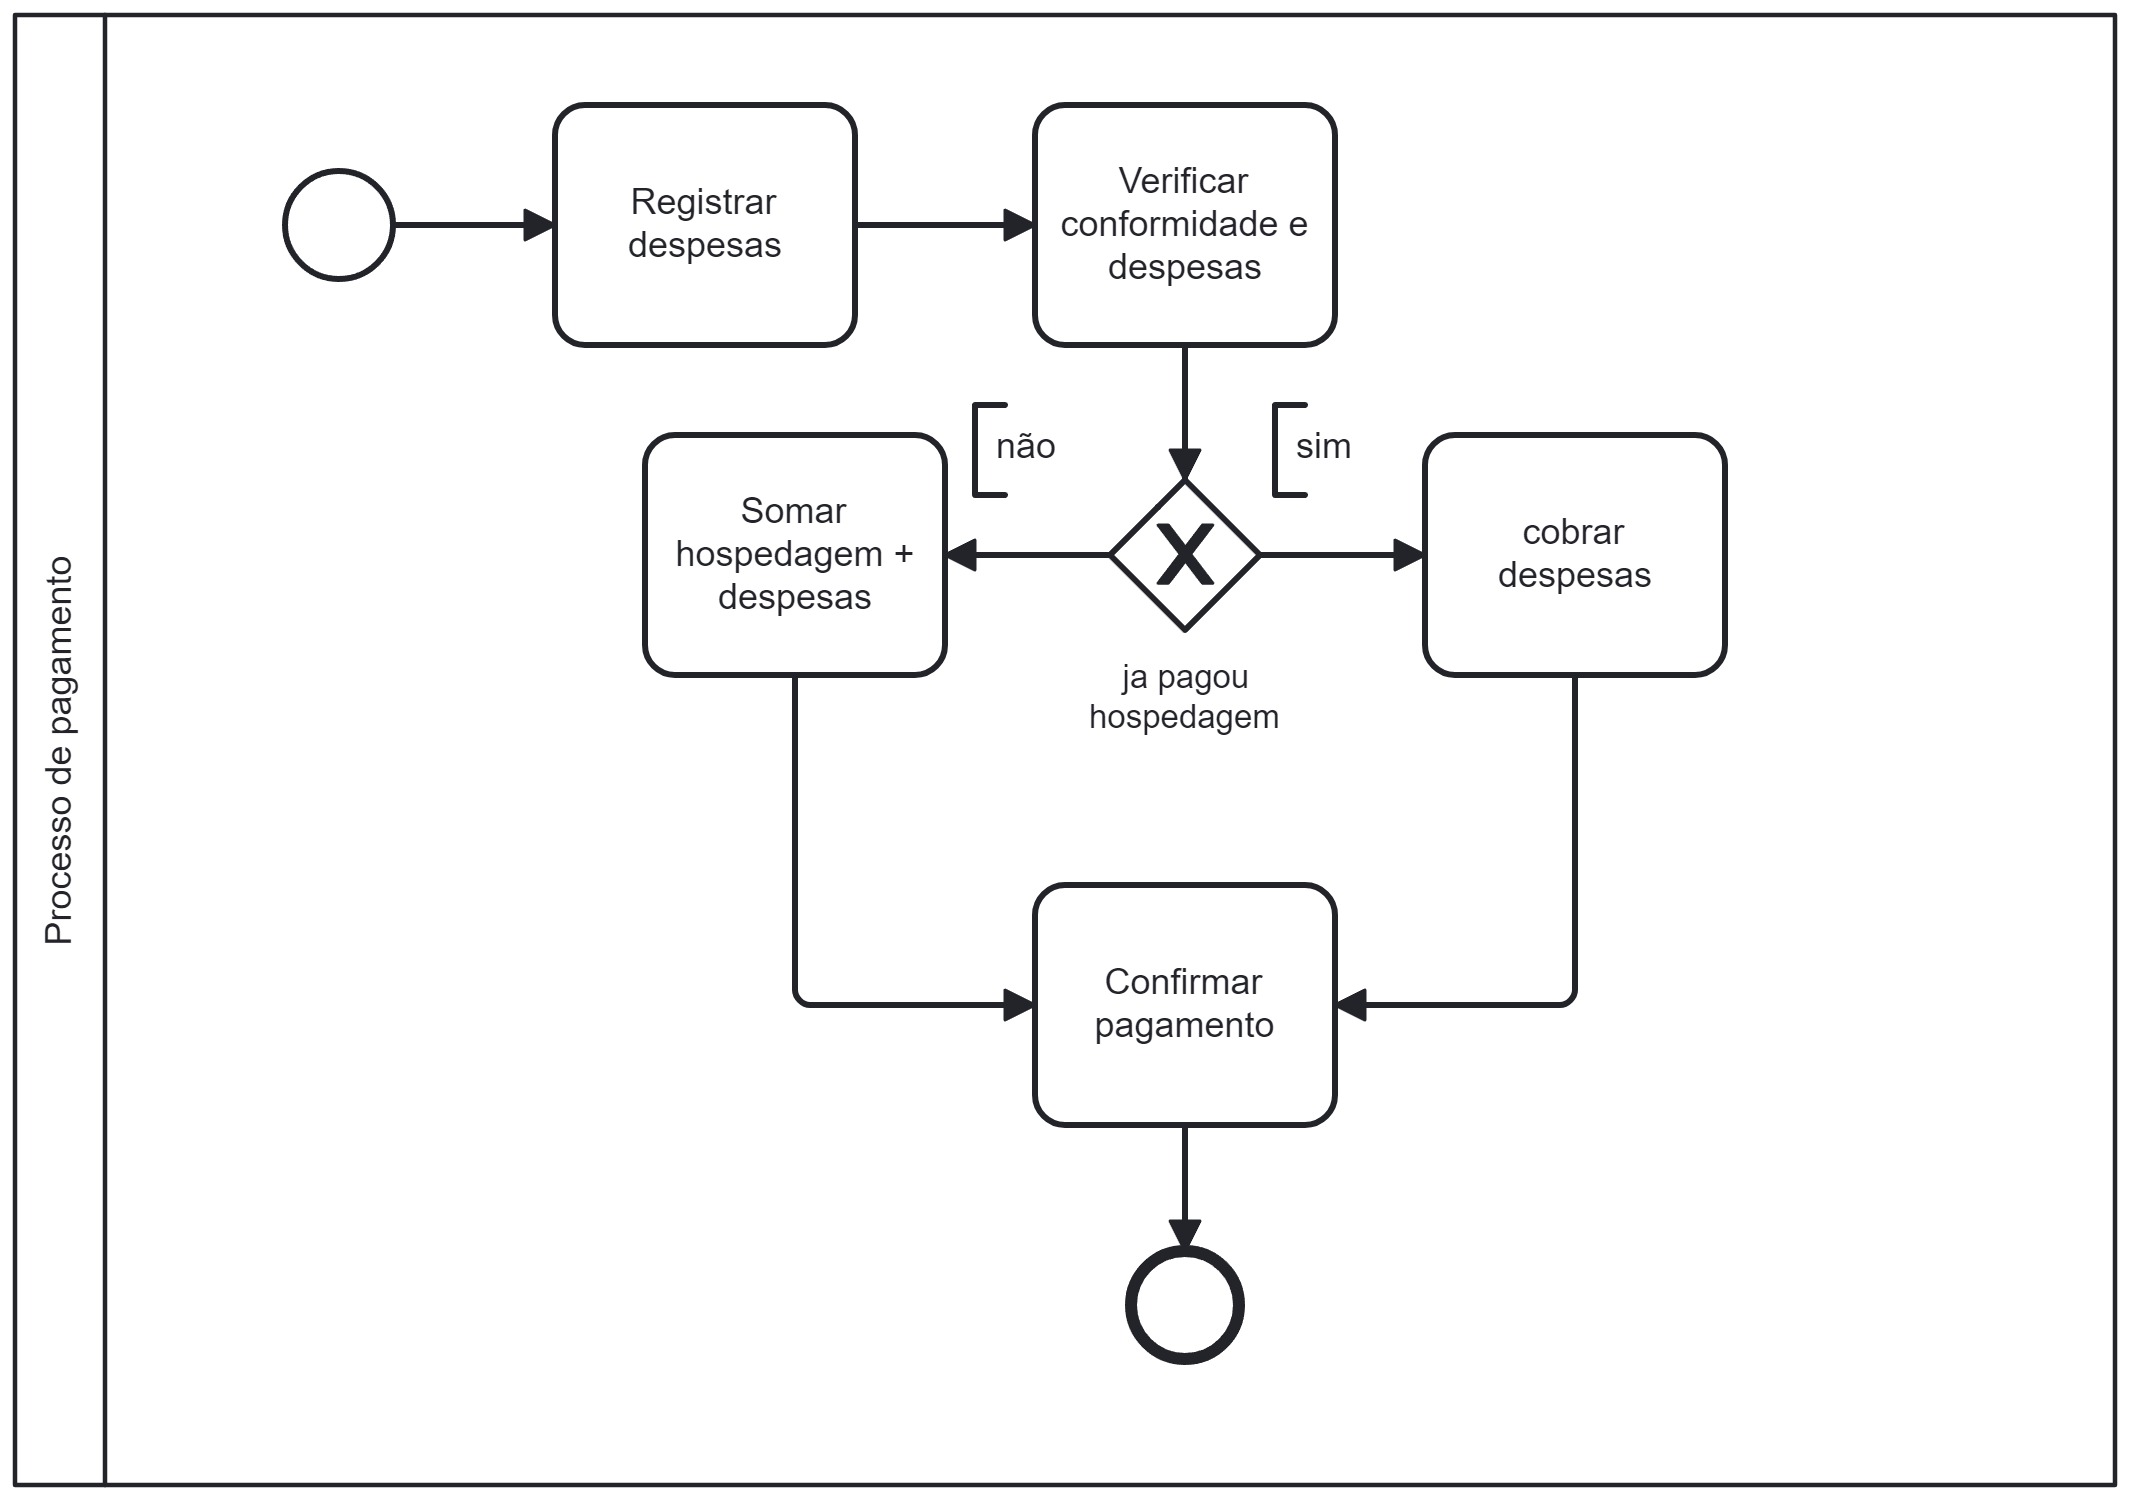 Processo de pagamento
Registrar
despesas
Verificar
conformidade e
despesas
não
sim
Somar
hospedagem +
despesas
X
cobrar
despesas
ja pagou
hospedagem
Confirmar
pagamento